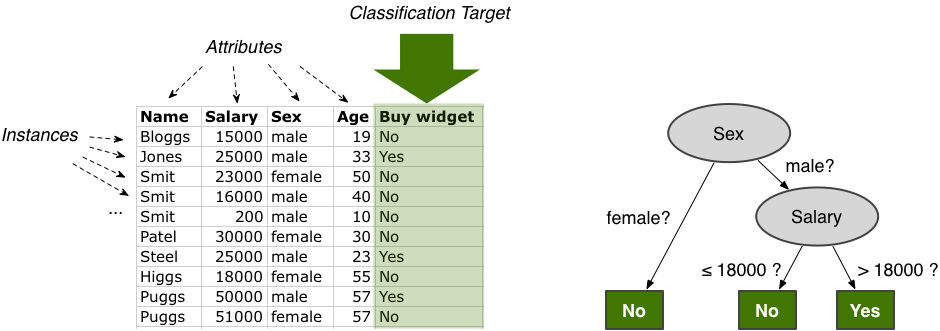 Classification Target
Attributes
Instances
...
Name Salary Sex Age Buy widget
Bloggs 15000 male 19 No
Jones 25000 male 33 Yes
Smit 23000 female 50 No
Smit 16000 male 40 No
Smit 200 male 10 No
Patel 30000 female 30 No
Steel 25000 male 23 Yes
Higgs 18000 female 55 No
Puggs 50000 male 57 Yes
Puggs 51000 female 57 No
Sex
male?
female?
Salary
≤ 18000 ?
> 18000 ?
No
No
Yes